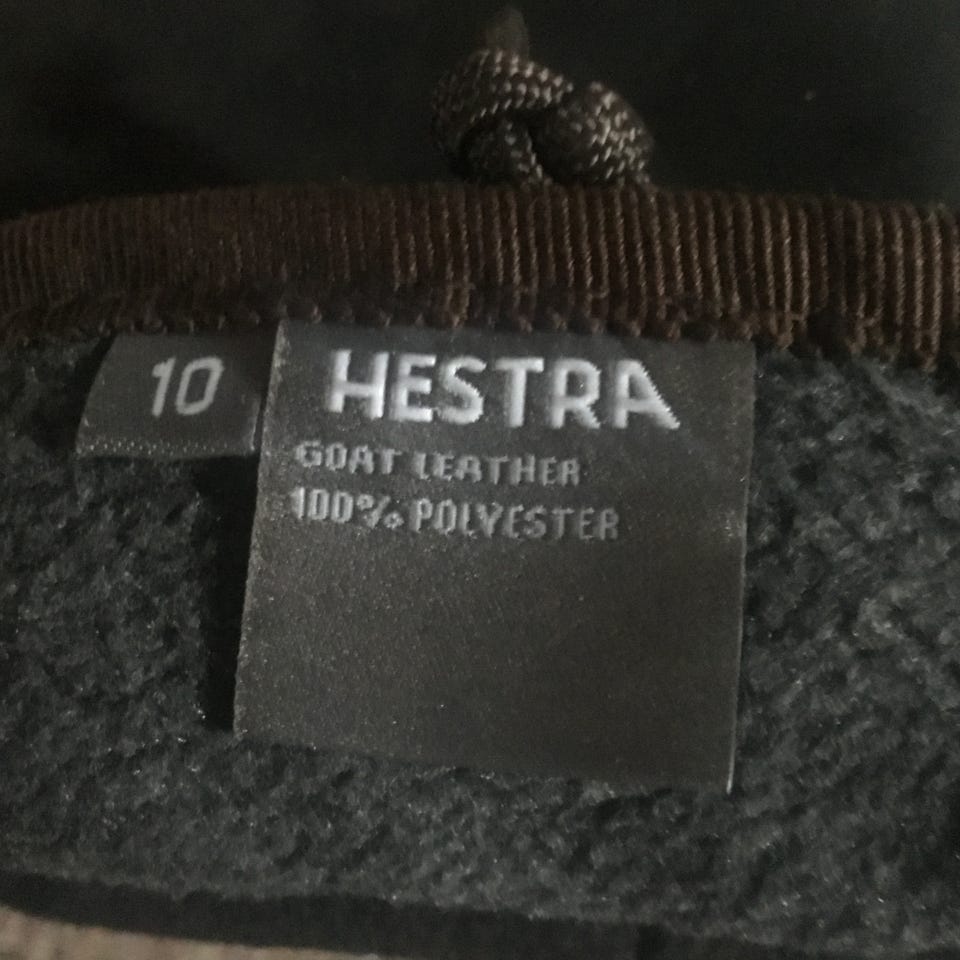 10
HESTRA
GOAT LEATHER
100% POLYESTER